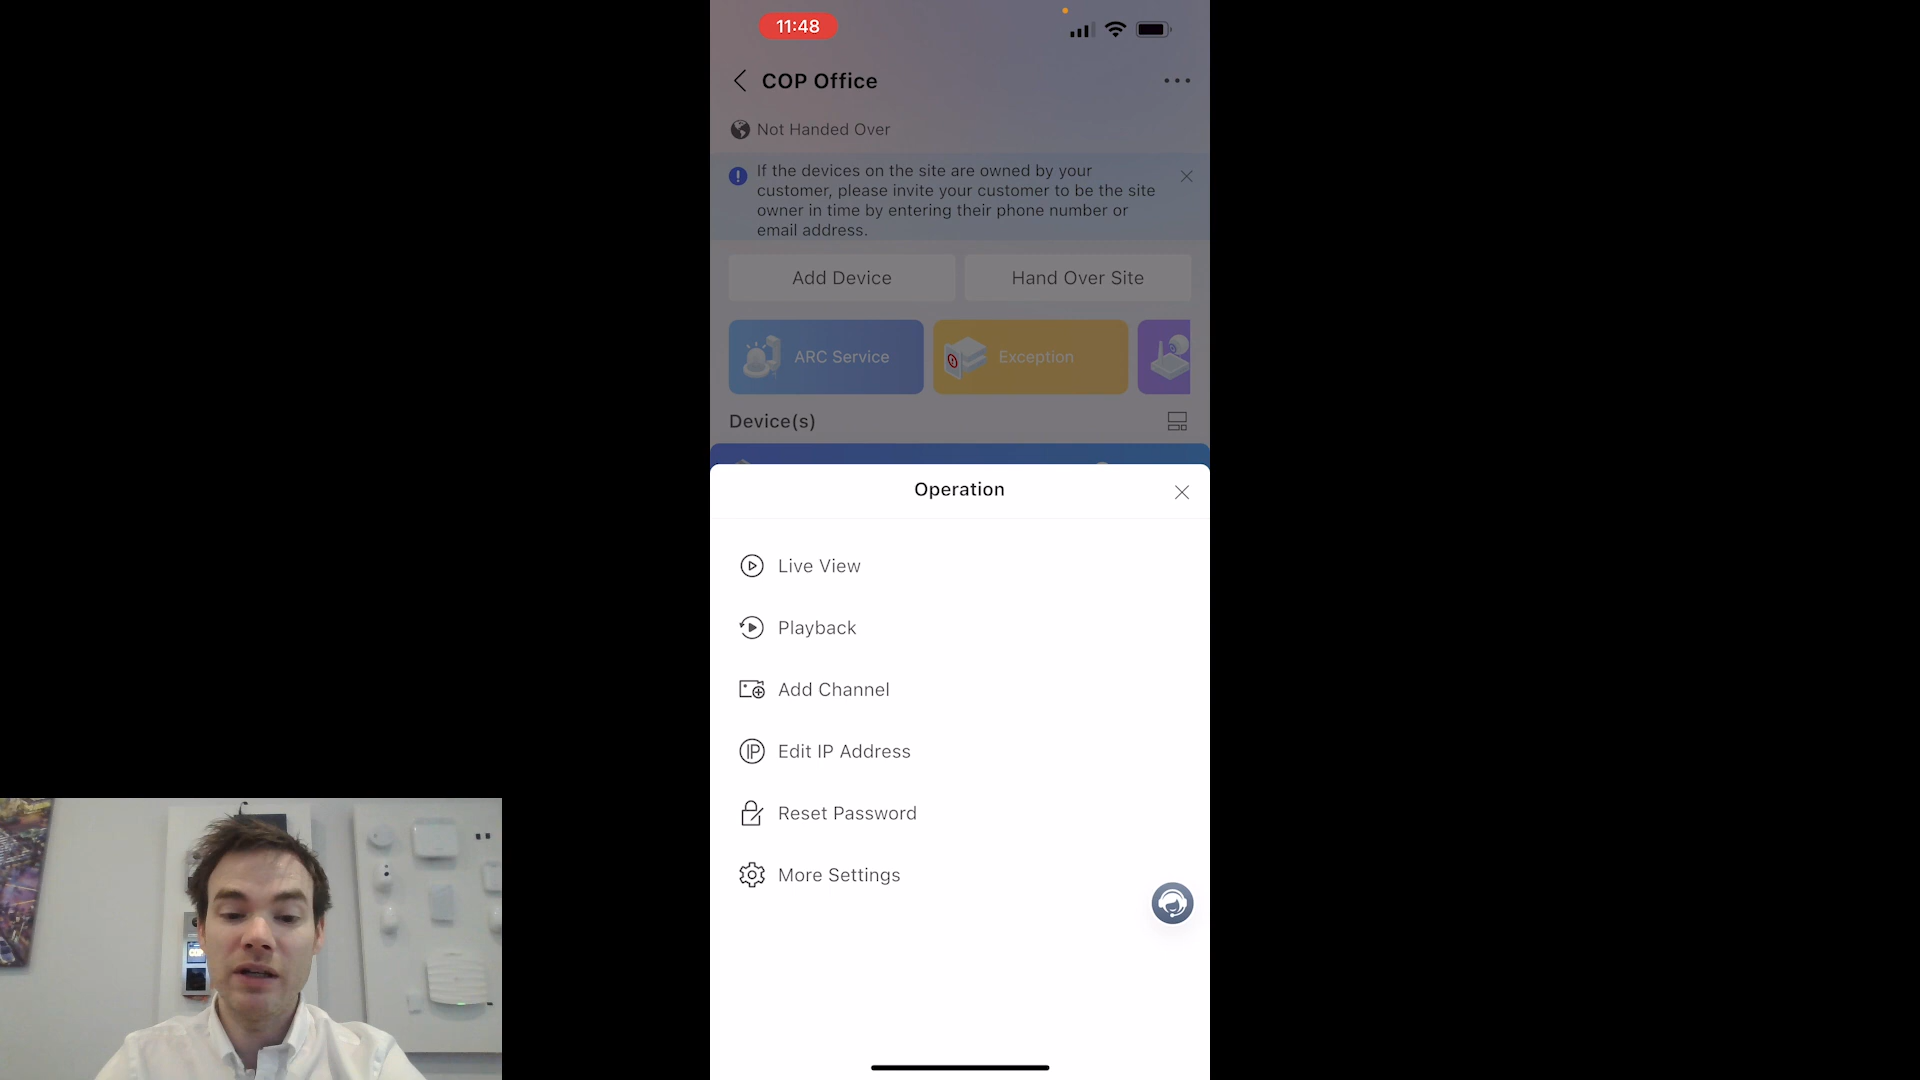 11:48
COP Office
Not Handed Over
If the devices on the site are owned by your
customer, please invite your customer to be the site
owner in time by entering their phone number or
email address.
Add Device
Hand Over Site
ARC Service
Exception
Device(s)
Operation
Live View
Playback
Add Channel
IP
Edit IP Address
Reset Password
More Settings